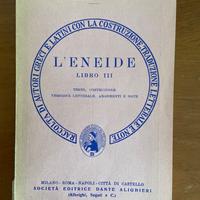 RACCOLTA DI AUTORI GRECI E LATINI CON LA COSTRUZIONE, TRADUZIONE LETTERALE E NOTE
L'ENEIDE
LIBRO III
TESTO, COSTRUZIONE
VERSIONE LETTERALE, ARGOMENTI E NOTE
MILANO - ROMA - NAPOLI - CITTÀ DI CASTELLO
SOCIETÀ EDITRICE DANTE ALIGHIERI
(Albrighi, Segati e C.)